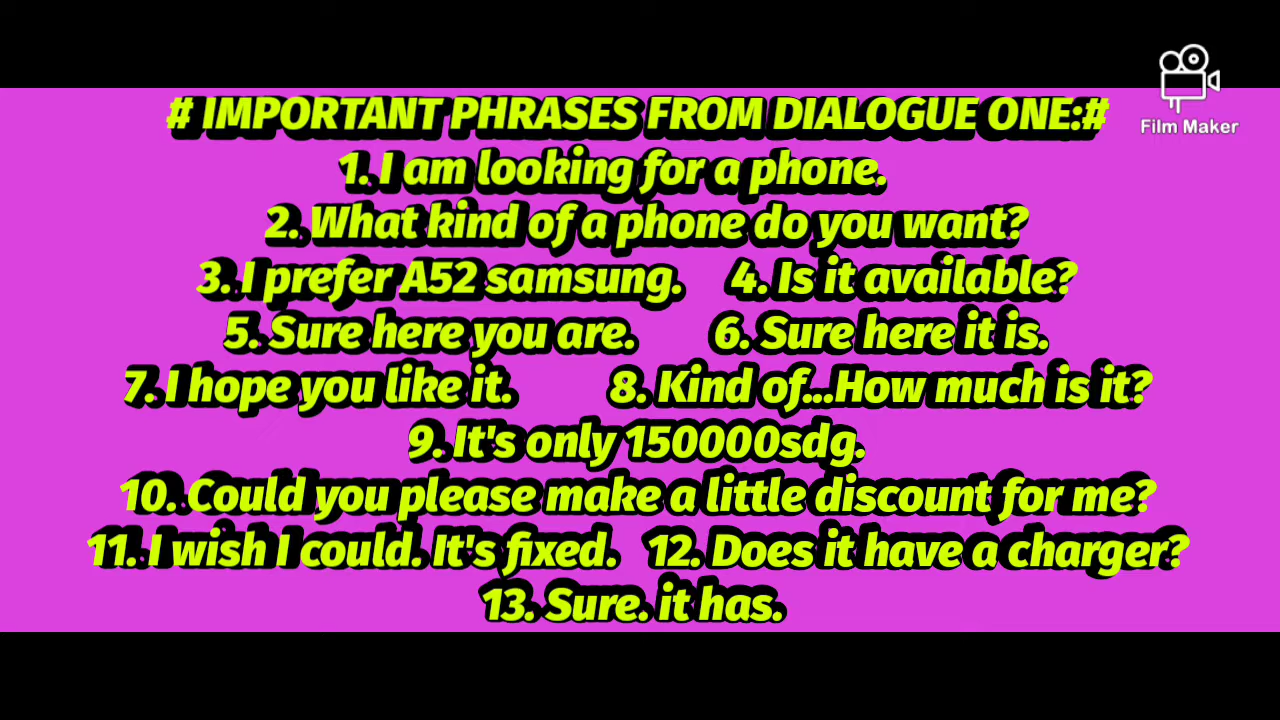 Film Maker
# IMPORTANT PHRASES FROM DIALOGUE ONE:#
1. I am looking for a phone.
2. What kind of a phone do you want?
3. I prefer A52 samsung. 4. Is it available?
5. Sure here you are. 6. Sure here it is.
7. I hope you like it. 8. Kind of...How much is it?
9. It's only 150000sdg.
10. Could you please make a little discount for me?
11. I wish I could. It's fixed. 12. Does it have a charger?
13. Sure. it has.